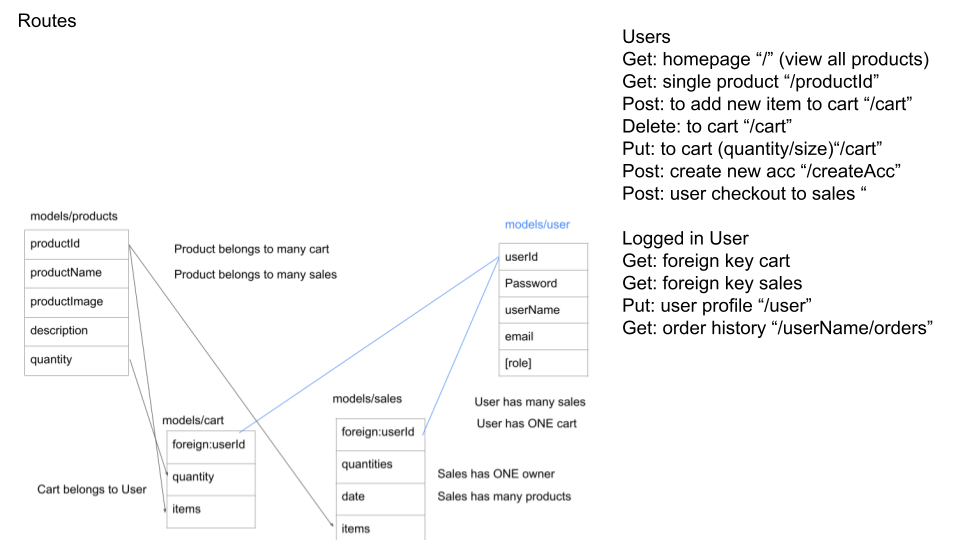 Routes
Users
Get: homepage “/” (view all products)
Get: single product “/productId”
Post: to add new item to cart “/cart”
Delete: to cart “/cart”
Put: to cart (quantity/size)“/cart”
Post: create new acc “/createAcc”
Post: user checkout to sales “
Logged in User
Get: foreign key cart
Get: foreign key sales
Put: user profile “/user”
Get: order history “/userName/orders”
models/products
productId
productName
productImage
description
quantity
Product belongs to many cart
Product belongs to many sales
models/user
userId
Password
userName
email
[role]
User has many sales
User has ONE cart
models/cart
foreign:userId
quantity
items
Cart belongs to User
models/sales
foreign:userId
quantities
date
items
Sales has ONE owner
Sales has many products